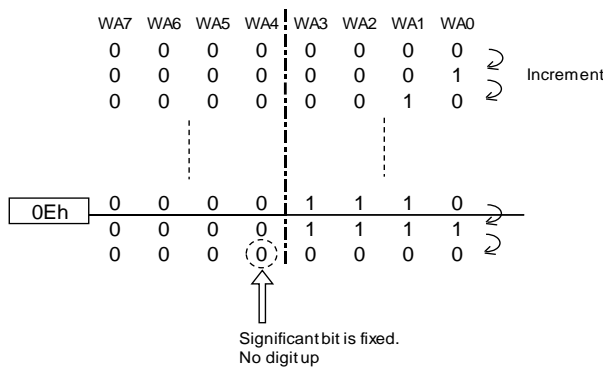 WA7 WA6 WA5 WA4 WA3 WA2 WA1 WA0
0 0 0 0 0 0 0 0
0 0 0 0 0 0 0 1 Increment
0 0 0 0 0 0 1 0
0Eh 0 0 0 0 1 1 1 0
0 0 0 0 1 1 1 1
0 0 0 0 0 0 0 0
Significant bit is fixed.
No digit up